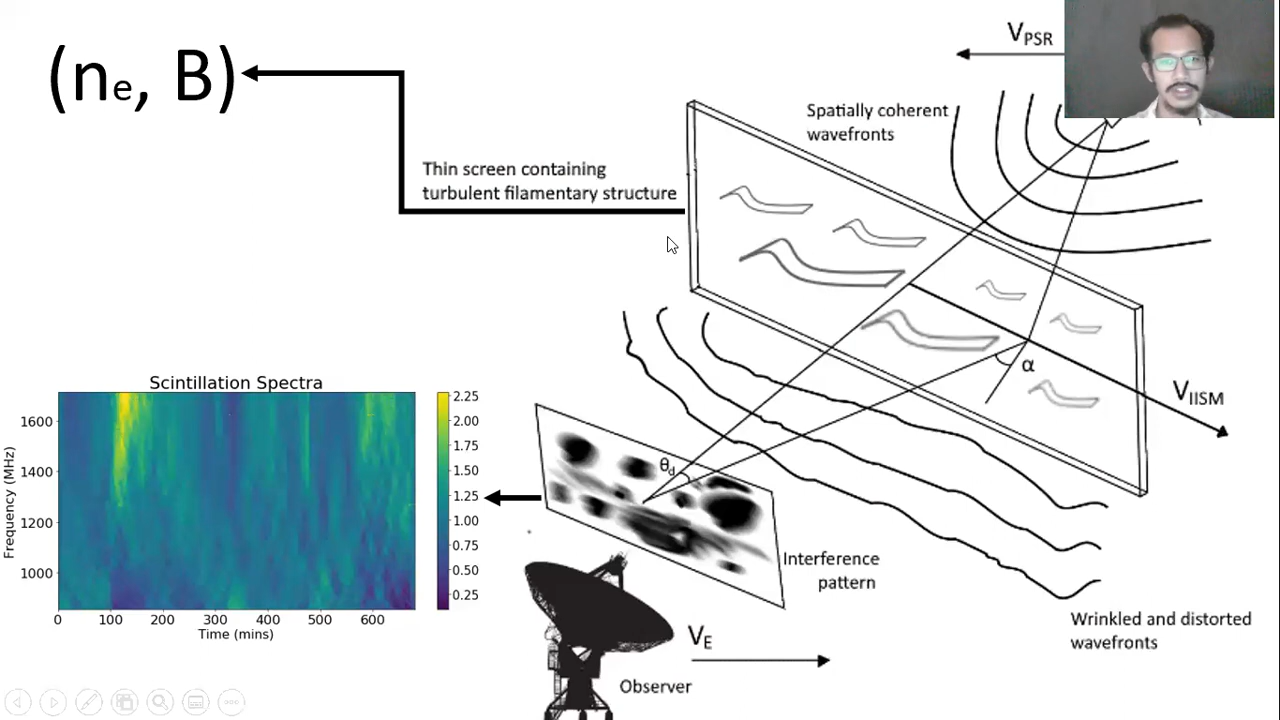 (ne, B)
VPSR
Spatially coherent
wavefronts
Thin screen containing
turbulent filamentary structure
α
VIISM
Scintillation Spectra
Frequency (MHz)
1600
1400
1200
1000
0 100 200 300 400 500 600
Time (mins)
2.25
2.00
1.75
1.50
1.25
1.00
0.75
0.50
0.25
θd
Interference
pattern
Wrinkled and distorted
wavefronts
VE
Observer